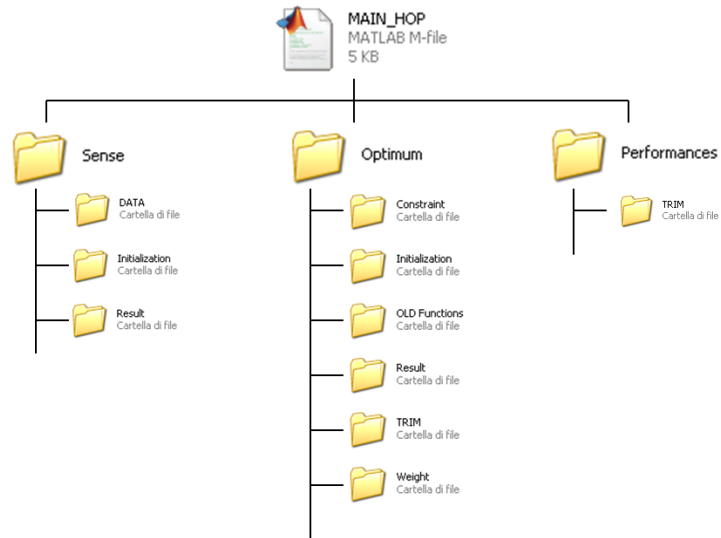 MAIN_HOP
MATLAB M-file
5 KB
Sense
DATA
Cartella di file
Initialization
Cartella di file
Result
Cartella di file
Optimum
Constraint
Cartella di file
Initialization
Cartella di file
OLD Functions
Cartella di file
Result
Cartella di file
TRIM
Cartella di file
Weight
Cartella di file
Performances
TRIM
Cartella di file